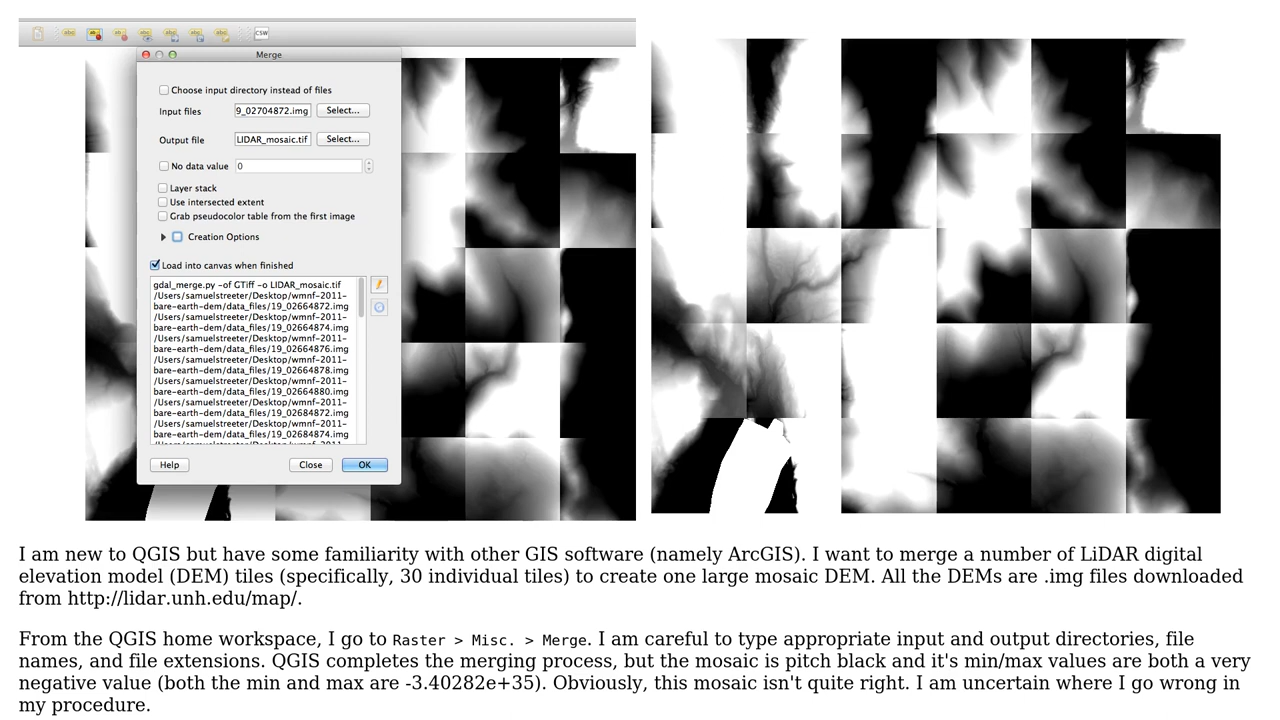 abc ab abc abc abc abc abc CSW
Merge
Choose input directory instead of files
Input files 9_02704872.img Select...
Output file LIDAR_mosaic.tif Select...
No data value 0
Layer stack
Use intersected extent
Grab pseudocolor table from the first image
Creation Options
Load into canvas when finished
gdal_merge.py -of GTiff -o LIDAR_mosaic.tif
/Users/samuelstreeter/Desktop/wmnf-2011-
bare-earth-dem/data_files/19_02664872.img
/Users/samuelstreeter/Desktop/wmnf-2011-
bare-earth-dem/data_files/19_02664874.img
/Users/samuelstreeter/Desktop/wmnf-2011-
bare-earth-dem/data_files/19_02664876.img
/Users/samuelstreeter/Desktop/wmnf-2011-
bare-earth-dem/data_files/19_02664878.img
/Users/samuelstreeter/Desktop/wmnf-2011-
bare-earth-dem/data_files/19_02664880.img
/Users/samuelstreeter/Desktop/wmnf-2011-
bare-earth-dem/data_files/19_02684872.img
/Users/samuelstreeter/Desktop/wmnf-2011-
bare-earth-dem/data_files/19_02684874.img
Help Close OK
I am new to QGIS but have some familiarity with other GIS software (namely ArcGIS). I want to merge a number of LiDAR digital
elevation model (DEM) tiles (specifically, 30 individual tiles) to create one large mosaic DEM. All the DEMs are .img files downloaded
from http://lidar.unh.edu/map/.
From the QGIS home workspace, I go to Raster > Misc. > Merge. I am careful to type appropriate input and output directories, file
names, and file extensions. QGIS completes the merging process, but the mosaic is pitch black and it's min/max values are both a very
negative value (both the min and max are -3.40282e+35). Obviously, this mosaic isn't quite right. I am uncertain where I go wrong in
my procedure.